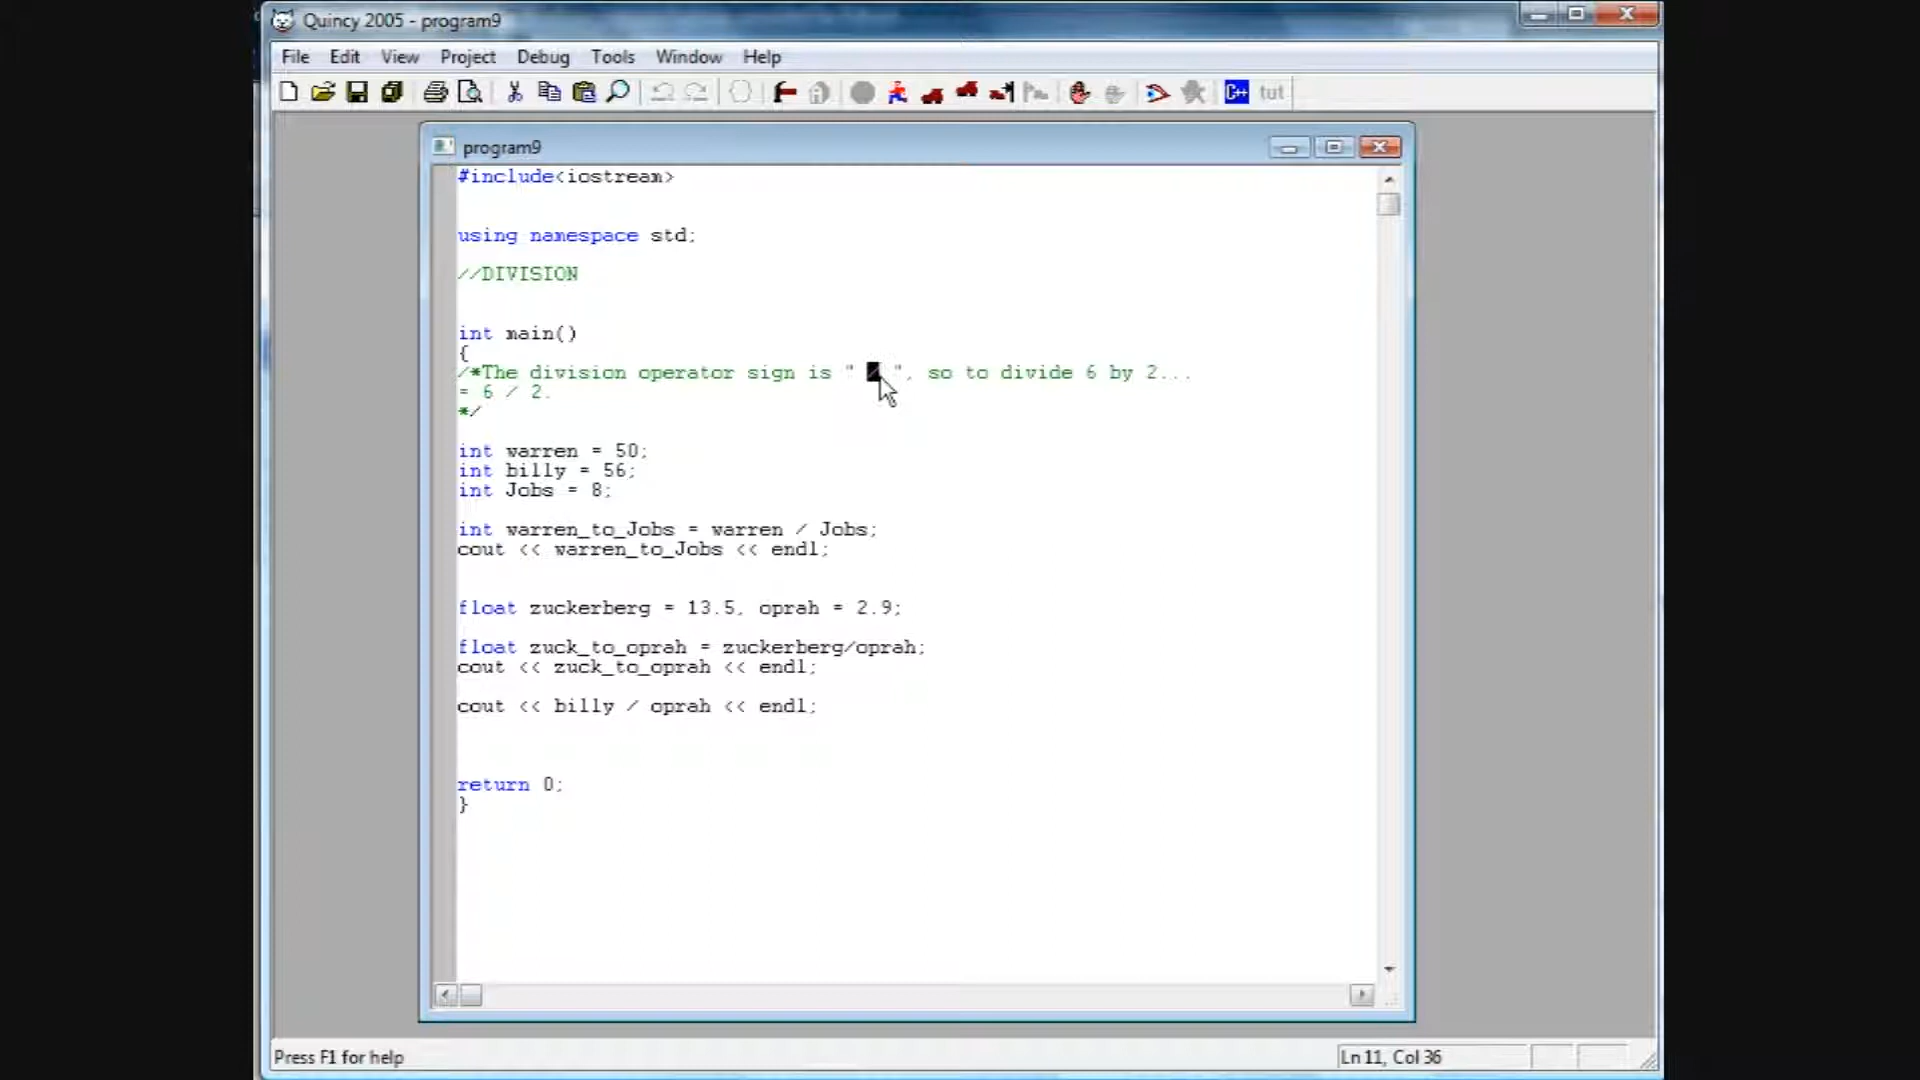 Quincy 2005 - program9
File Edit View Project Debug Tools Window Help
C++ tut
program9
#include<iostream>
using namespace std;
//DIVISION
int main()
{
/*The division operator sign is " / ", so to divide 6 by 2...
= 6 / 2.
*/
int warren = 50;
int billy = 56;
int Jobs = 8;
int warren_to_Jobs = warren / Jobs;
cout << warren_to_Jobs << endl;
float zuckerberg = 13.5, oprah = 2.9;
float zuck_to_oprah = zuckerberg/oprah;
cout << zuck_to_oprah << endl;
cout << billy / oprah << endl;
return 0;
}
Press F1 for help
Ln 11, Col 36